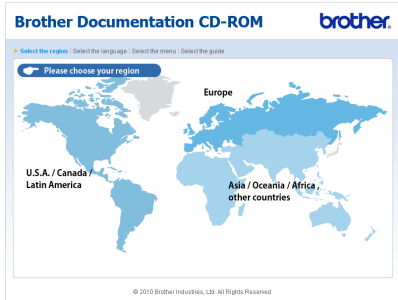 Brother Documentation CD-ROM
brother.
Select the region | Select the language | Select the menu | Select the guide
Please choose your region
Europe
U.S.A. / Canada /
Latin America
Asia / Oceania / Africa ,
other countries
© 2010 Brother Industries, Ltd. All Rights Reserved.